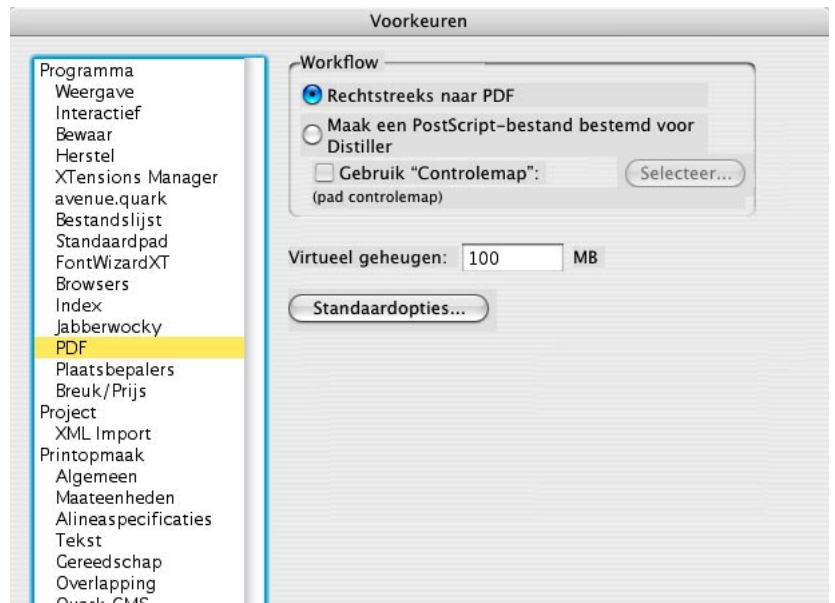 Voorkeuren
Programma
Weergave
Interactief
Bewaar
Herstel
XTensions Manager
avenue.quark
Bestandslijst
Standaardpad
FontWizardXT
Browsers
Index
Jabberwocky
PDF
Plaatsbepalers
Breuk/Prijs
Project
XML Import
Printopmaak
Algemeen
Maateenheden
Alineaspecificaties
Tekst
Gereedschap
Overlapping
Quark CMS
Workflow
Rechtstreeks naar PDF
Maak een PostScript-bestand bestemd voor
Distiller
Gebruik “Controlemap”:
Selecteer...
(pad controlemap)
Virtueel geheugen: 100 MB
Standaardopties...